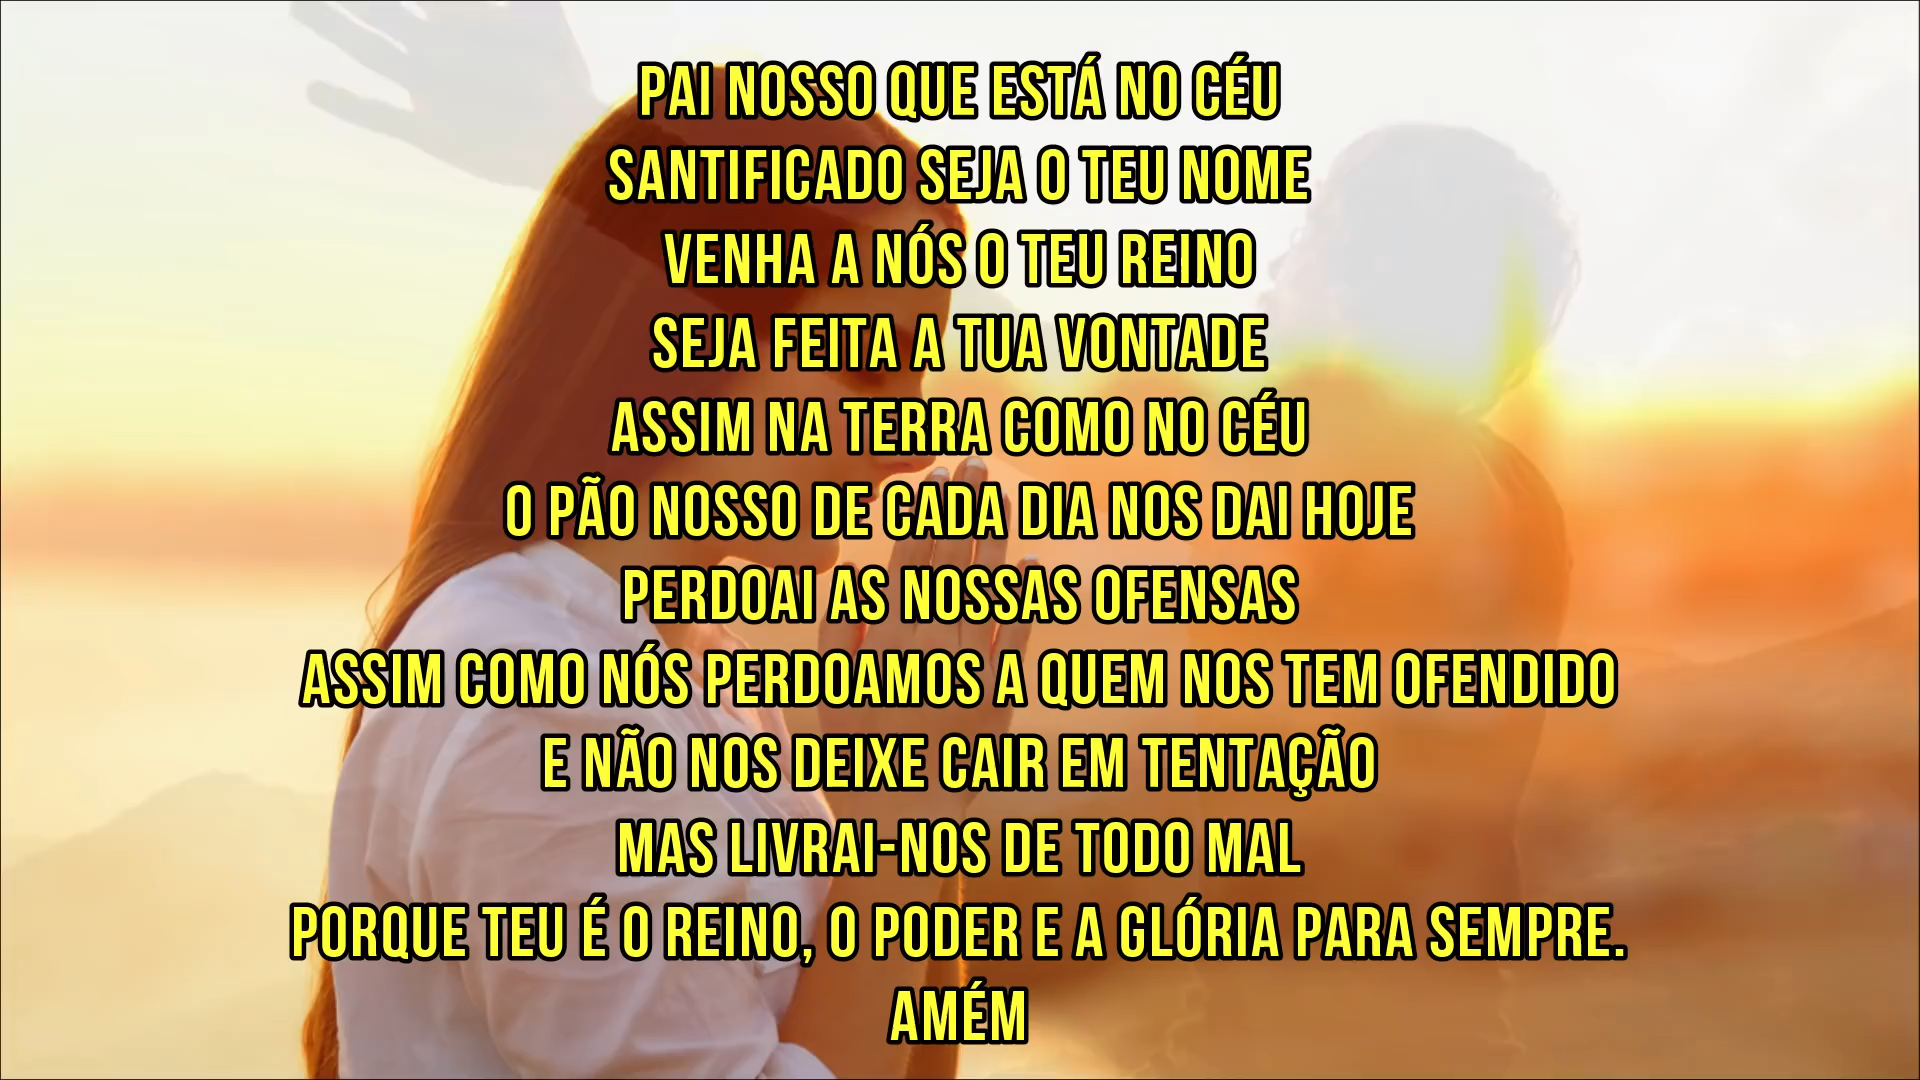 PAI NOSSO QUE ESTÁ NO CÉU
SANTIFICADO SEJA O TEU NOME
VENHA A NÓS O TEU REINO
SEJA FEITA A TUA VONTADE
ASSIM NA TERRA COMO NO CÉU
O PÃO NOSSO DE CADA DIA NOS DAI HOJE
PERDOAI AS NOSSAS OFENSAS
ASSIM COMO NÓS PERDOAMOS A QUEM NOS TEM OFENDIDO
E NÃO NOS DEIXE CAIR EM TENTAÇÃO
MAS LIVRAI-NOS DE TODO MAL
PORQUE TEU É O REINO, O PODER E A GLÓRIA PARA SEMPRE.
AMÉM